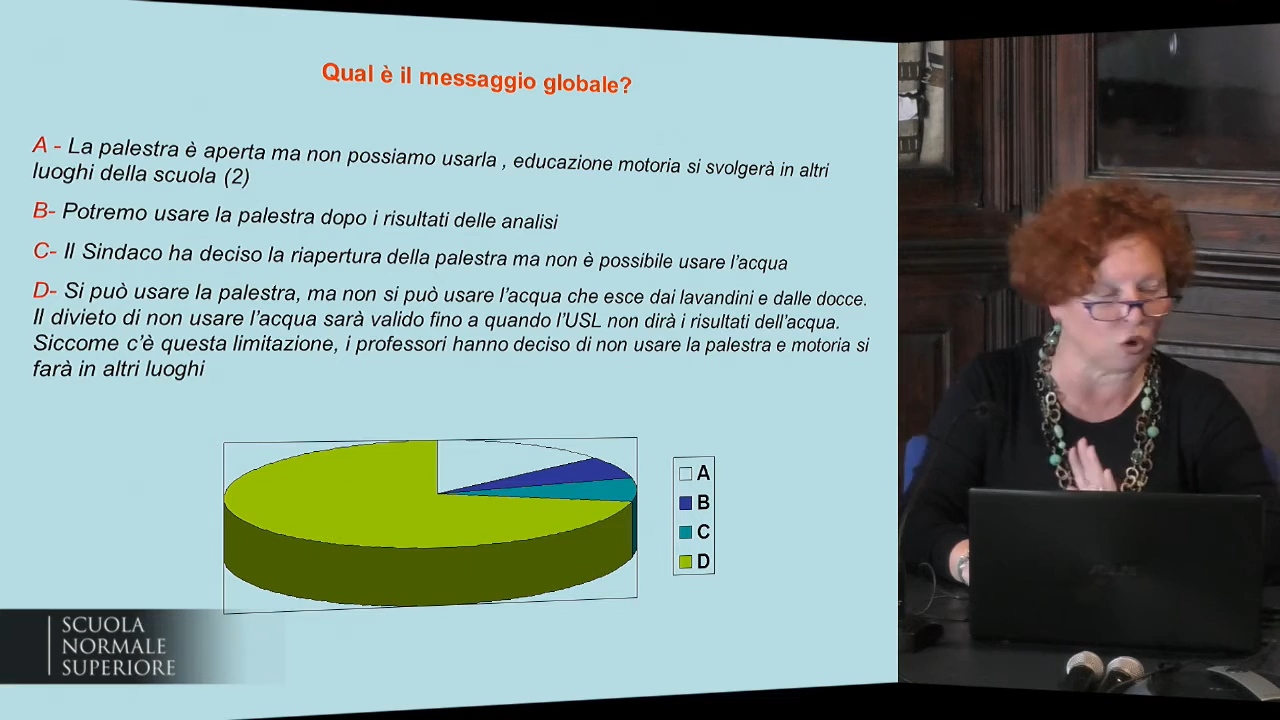 Qual è il messaggio globale?
A - La palestra è aperta ma non possiamo usarla , educazione motoria si svolgerà in altri
luoghi della scuola (2)
B- Potremo usare la palestra dopo i risultati delle analisi
C- Il Sindaco ha deciso la riapertura della palestra ma non è possibile usare l’acqua
D- Si può usare la palestra, ma non si può usare l’acqua che esce dai lavandini e dalle docce.
Il divieto di non usare l’acqua sarà valido fino a quando l’USL non dirà i risultati dell’acqua.
Siccome c’è questa limitazione, i professori hanno deciso di non usare la palestra e motoria si
farà in altri luoghi
A
B
C
D
SCUOLA
NORMALE
SUPERIORE